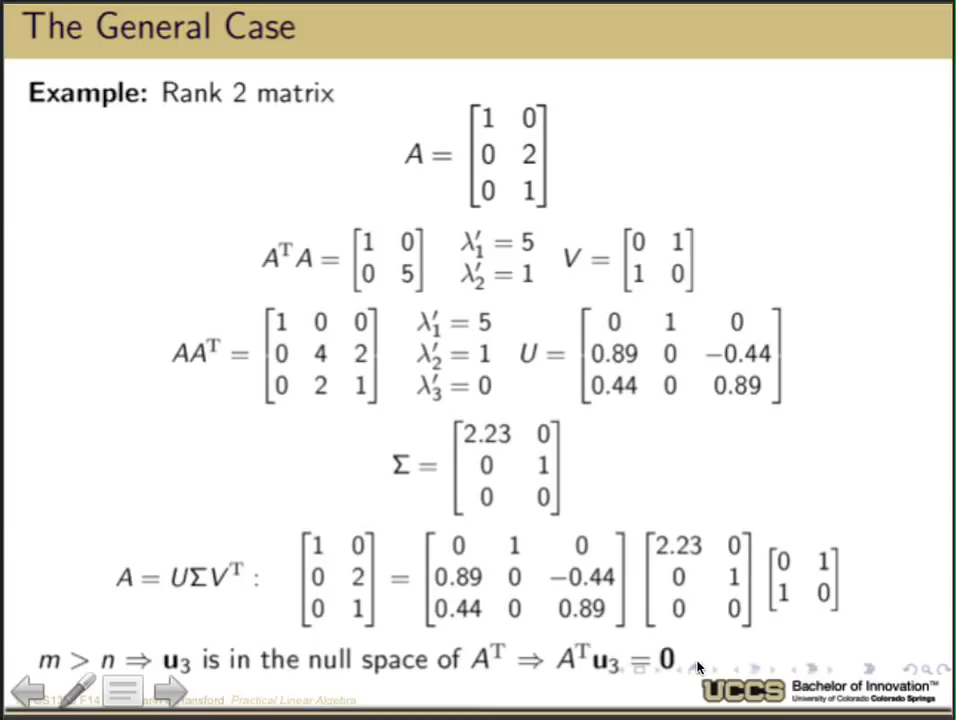 The General Case
Example: Rank 2 matrix
A = [1 0
0 2
0 1]
AᵀA = [1 0
0 5] λ′₁ = 5
λ′₂ = 1 V = [0 1
1 0]
AAᵀ = [1 0 0
0 4 2
0 2 1] λ′₁ = 5
λ′₂ = 1
λ′₃ = 0 U = [0 1 0
0.89 0 −0.44
0.44 0 0.89]
Σ = [2.23 0
0 1
0 0]
A = UΣVᵀ : [1 0
0 2
0 1] = [0 1 0
0.89 0 −0.44
0.44 0 0.89] [2.23 0
0 1
0 0] [0 1
1 0]
m > n ⇒ u₃ is in the null space of Aᵀ ⇒ Aᵀu₃ = 0
Practical Linear Algebra
UCCS Bachelor of Innovation™
University of Colorado Colorado Springs